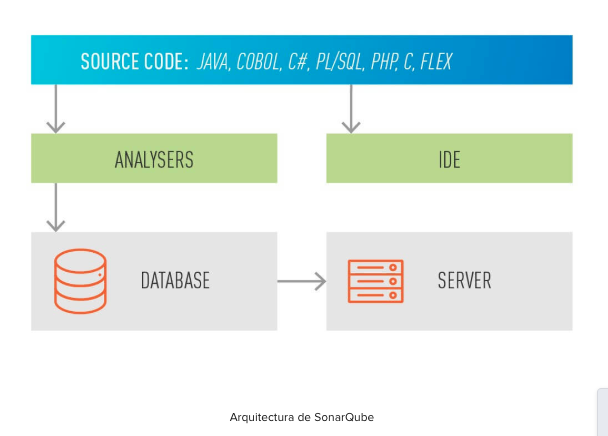 SOURCE CODE: JAVA, COBOL, C#, PL/SQL, PHP, C, FLEX
ANALYSERS
IDE
DATABASE
SERVER
Arquitectura de SonarQube